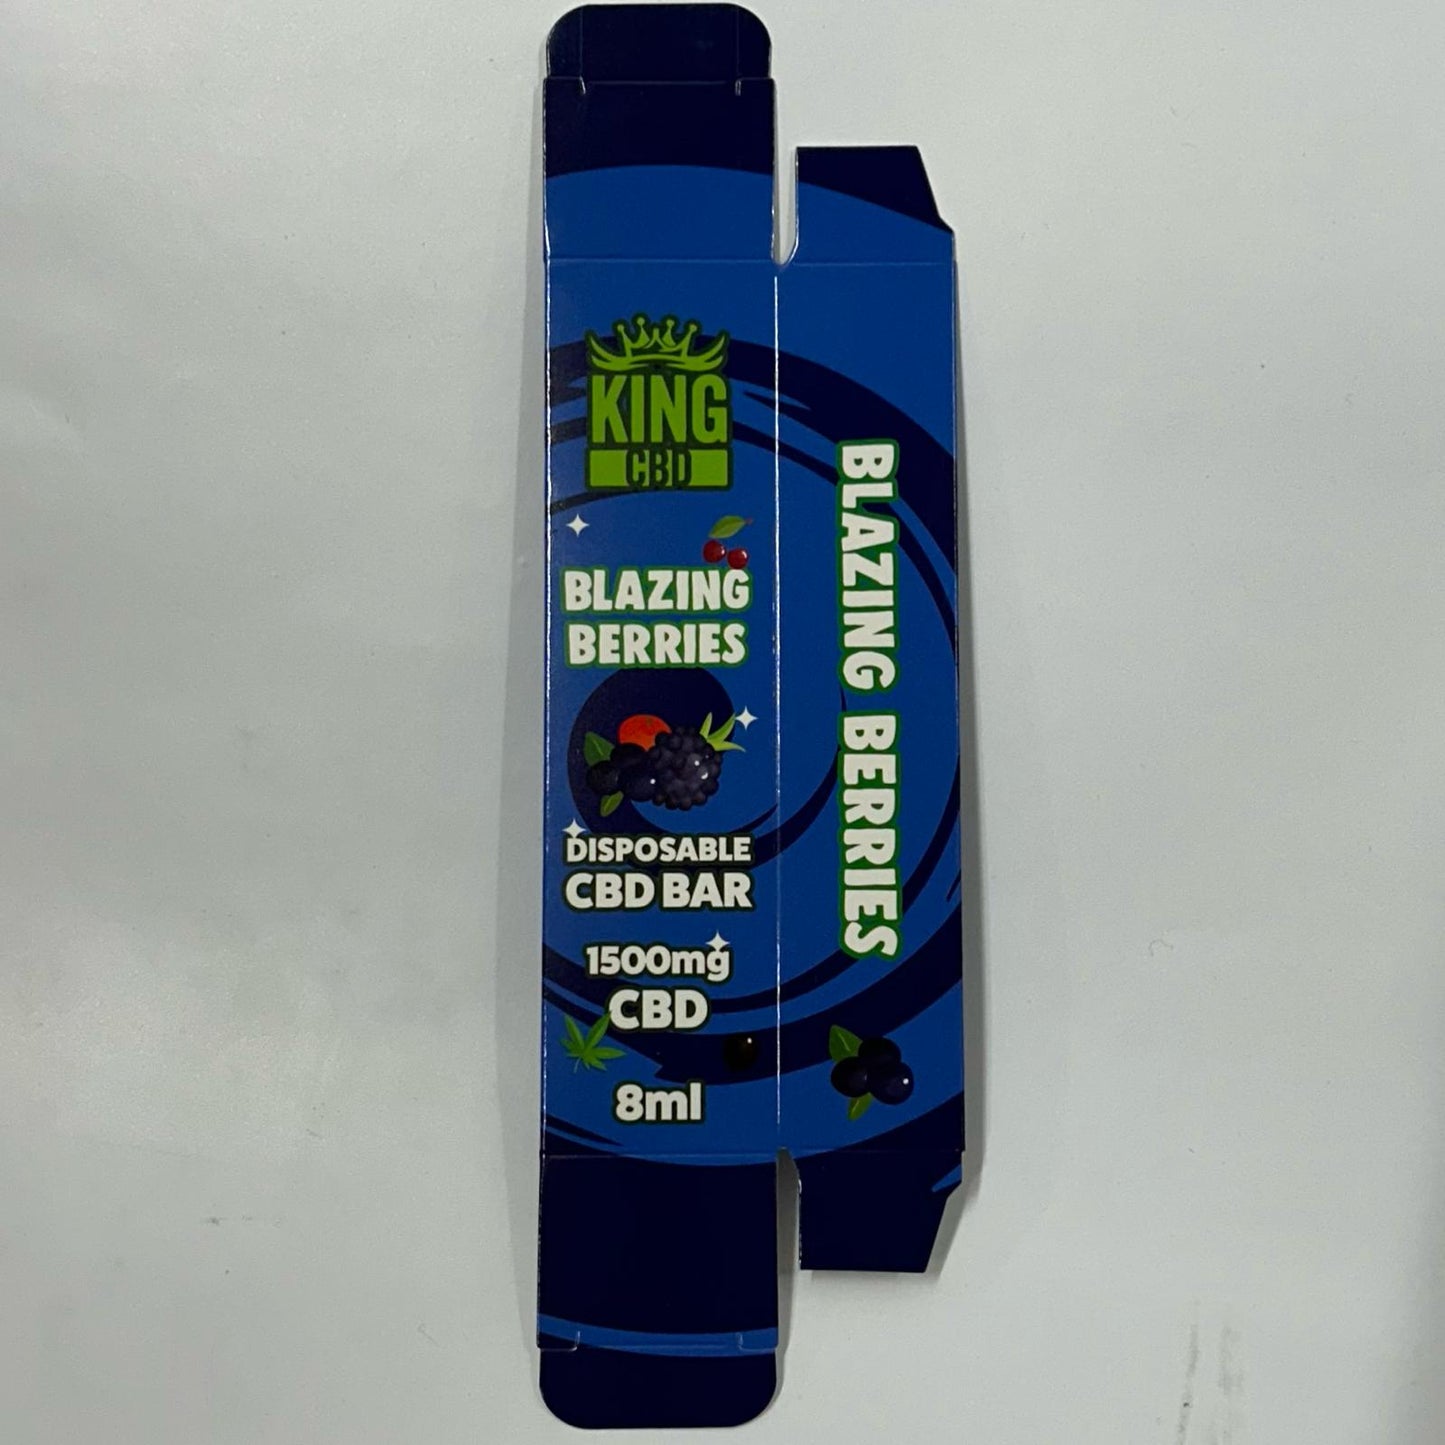 KING
CBD
BLAZING
BERRIES
DISPOSABLE
CBD BAR
1500mg
CBD
8ml
BLAZING BERRIES